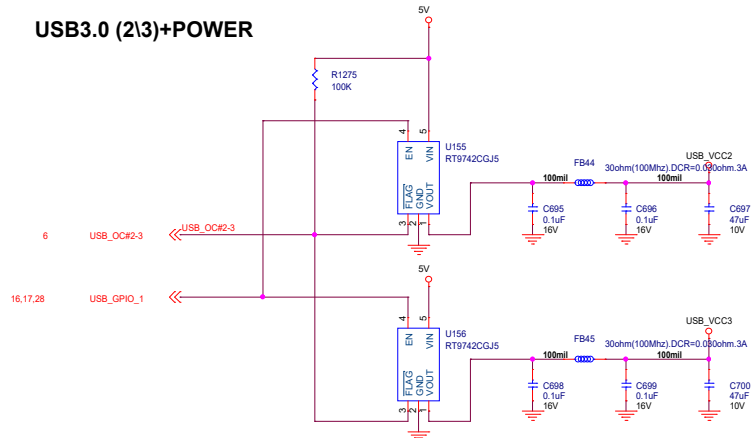 USB3.0 (2\3)+POWER
5V
R1275
100K
4
5
EN
VIN
U155
RT9742CGJ5
FLAG
GND
VOUT
3
2
1
USB_VCC2
FB44
30ohm(100Mhz).DCR=0.030ohm.3A
100mil
100mil
C695
0.1uF
16V
C696
0.1uF
16V
C697
47uF
10V
6
USB_OC#2-3
USB_OC#2-3
5V
16,17,28
USB_GPIO_1
4
5
EN
VIN
U156
RT9742CGJ5
FLAG
GND
VOUT
3
2
1
USB_VCC3
FB45
30ohm(100Mhz).DCR=0.030ohm.3A
100mil
100mil
C698
0.1uF
16V
C699
0.1uF
16V
C700
47uF
10V